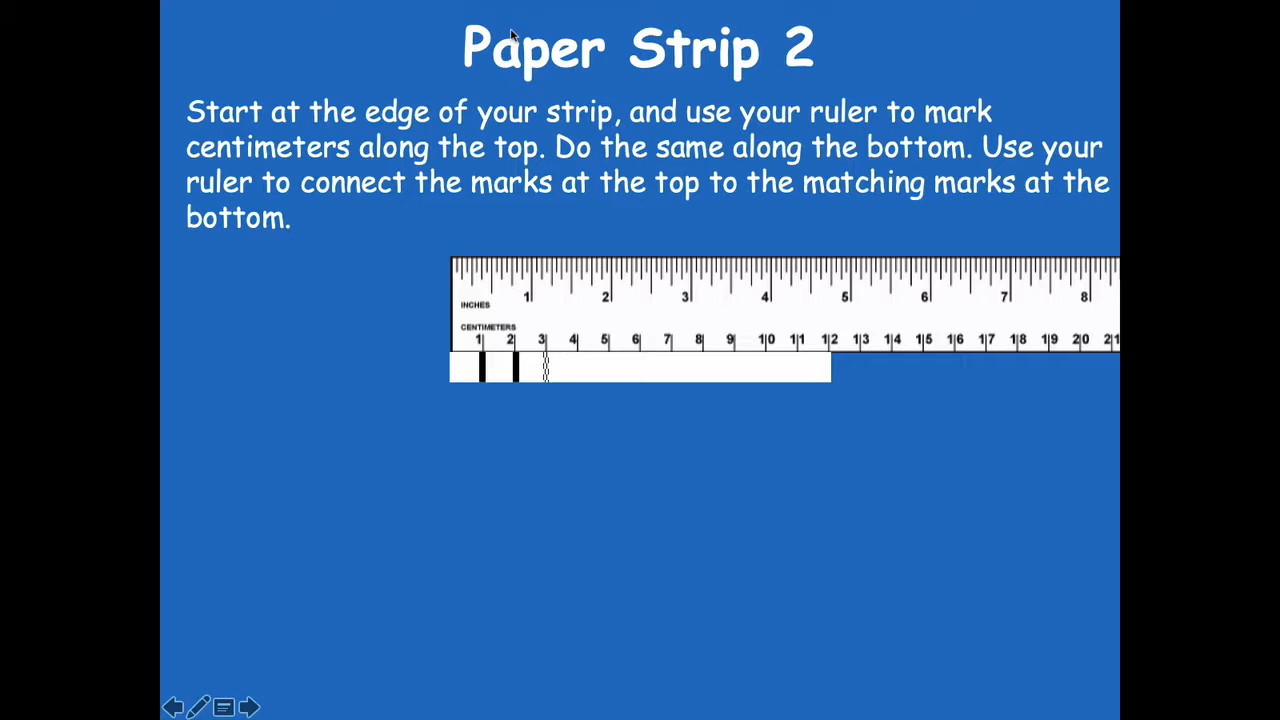 Paper Strip 2
Start at the edge of your strip, and use your ruler to mark
centimeters along the top. Do the same along the bottom. Use your
ruler to connect the marks at the top to the matching marks at the
bottom.
1 2 3 4 5 6 7 8
INCHES
CENTIMETERS
1 2 3 4 5 6 7 8 9 10 11 12 13 14 15 16 17 18 19 20 21